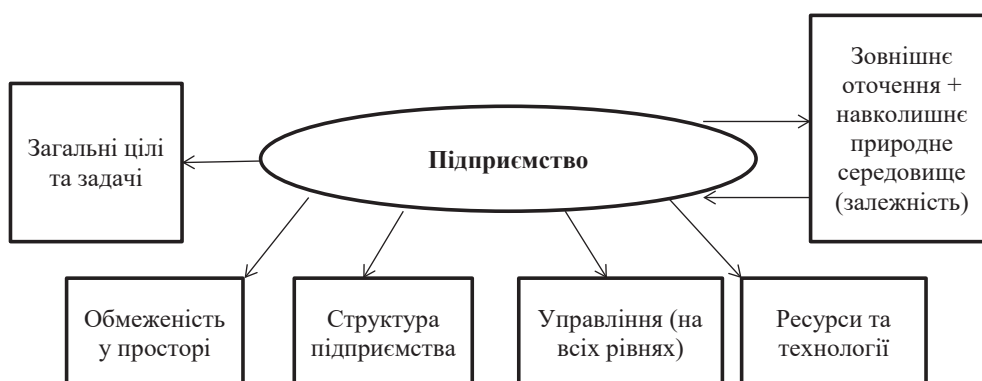 Загальні цілі
та задачі
Підприємство
Зовнішнє
оточення +
навколишнє
природне
середовище
(залежність)
Обмеженість
у просторі
Структура
підприємства
Управління (на
всіх рівнях)
Ресурси та
технології